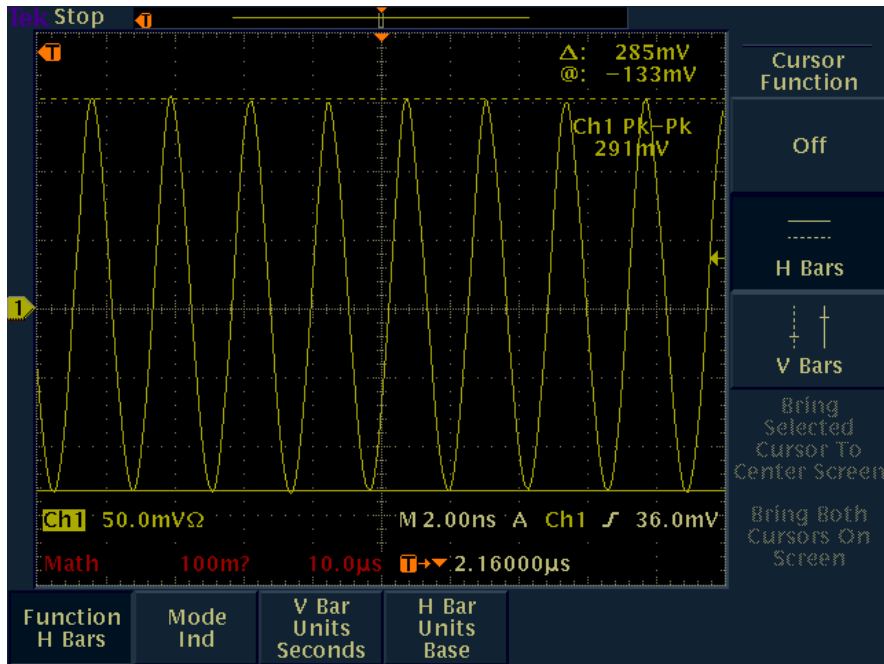 Tek Stop
T
T
Δ: 285mV
@: −133mV
Ch1 Pk−Pk
291mV
1
Ch1 50.0mVΩ
M 2.00ns A Ch1 ƒ 36.0mV
Math 100m? 10.0µs
T→▼ 2.16000µs
Cursor
Function
Off
H Bars
V Bars
Bring
Selected
Cursor To
Center Screen
Bring Both
Cursors On
Screen
Function
H Bars
Mode
Ind
V Bar
Units
Seconds
H Bar
Units
Base